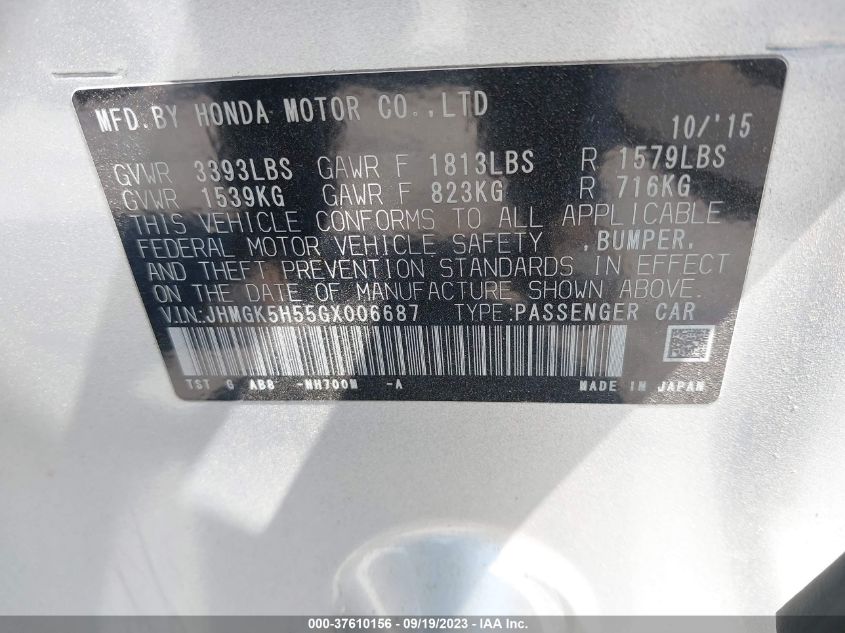 MFD.BY HONDA MOTOR CO.,LTD 10/'15
GVWR 3393LBS GAWR F 1813LBS R 1579LBS
GVWR 1539KG GAWR F 823KG R 716KG
THIS VEHICLE CONFORMS TO ALL APPLICABLE
FEDERAL MOTOR VEHICLE SAFETY ,BUMPER,
AND THEFT PREVENTION STANDARDS IN EFFECT
ON THE DATE OF MANUFACTURE SHOWN ABOVE.
V.I.N:JHMGK5H55GX006687 TYPE:PASSENGER CAR
TST G AB8 -NH700M -A MADE IN JAPAN
000-37610156 - 09/19/2023 - IAA Inc.